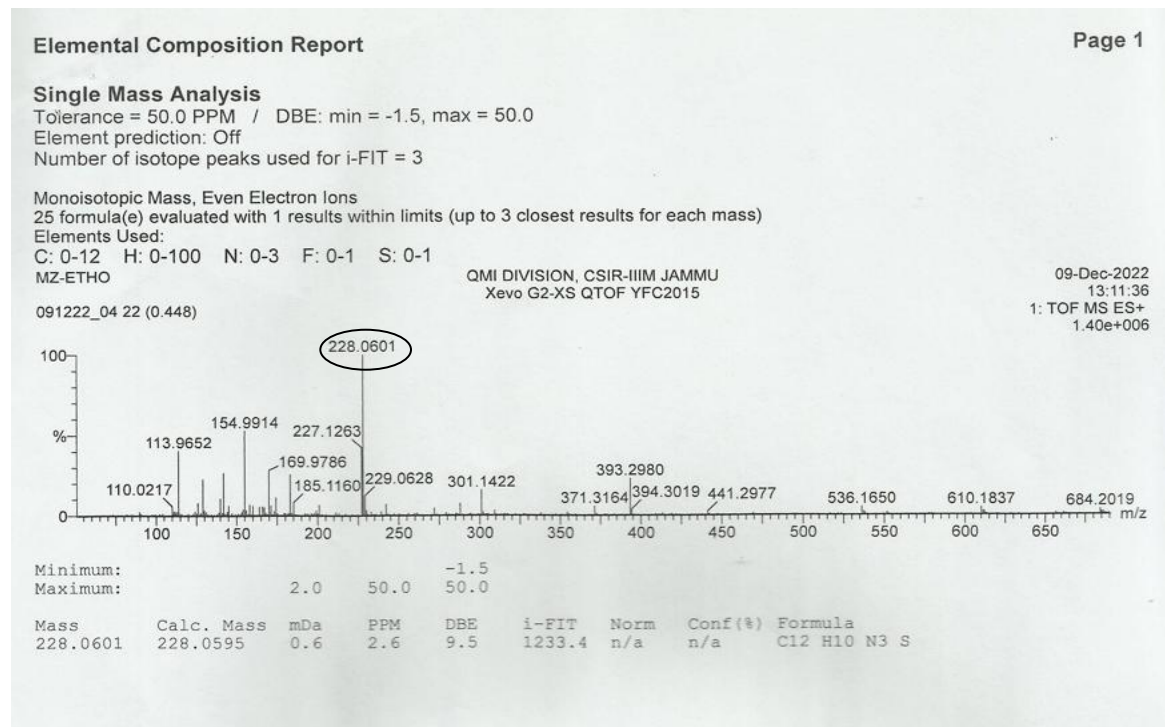 Elemental Composition Report
Page 1
Single Mass Analysis
Tolerance = 50.0 PPM / DBE: min = -1.5, max = 50.0
Element prediction: Off
Number of isotope peaks used for i-FIT = 3
Monoisotopic Mass, Even Electron Ions
25 formula(e) evaluated with 1 results within limits (up to 3 closest results for each mass)
Elements Used:
C: 0-12 H: 0-100 N: 0-3 F: 0-1 S: 0-1
MZ-ETHO
QMI DIVISION, CSIR-IIIM JAMMU
09-Dec-2022
Xevo G2-XS QTOF YFC2015
13:11:36
091222_04 22 (0.448)
1: TOF MS ES+
1.40e+006
228.0601
100
154.9914
%
113.9652
227.1263
169.9786
110.0217
185.1160
229.0628
301.1422
393.2980
371.3164
394.3019
441.2977
536.1650
610.1837
684.2019
0
m/z
100 150 200 250 300 350 400 450 500 550 600 650
Minimum: -1.5
Maximum: 2.0 50.0 50.0
Mass Calc. Mass mDa PPM DBE i-FIT Norm Conf(%) Formula
228.0601 228.0595 0.6 2.6 9.5 1233.4 n/a n/a C12 H10 N3 S